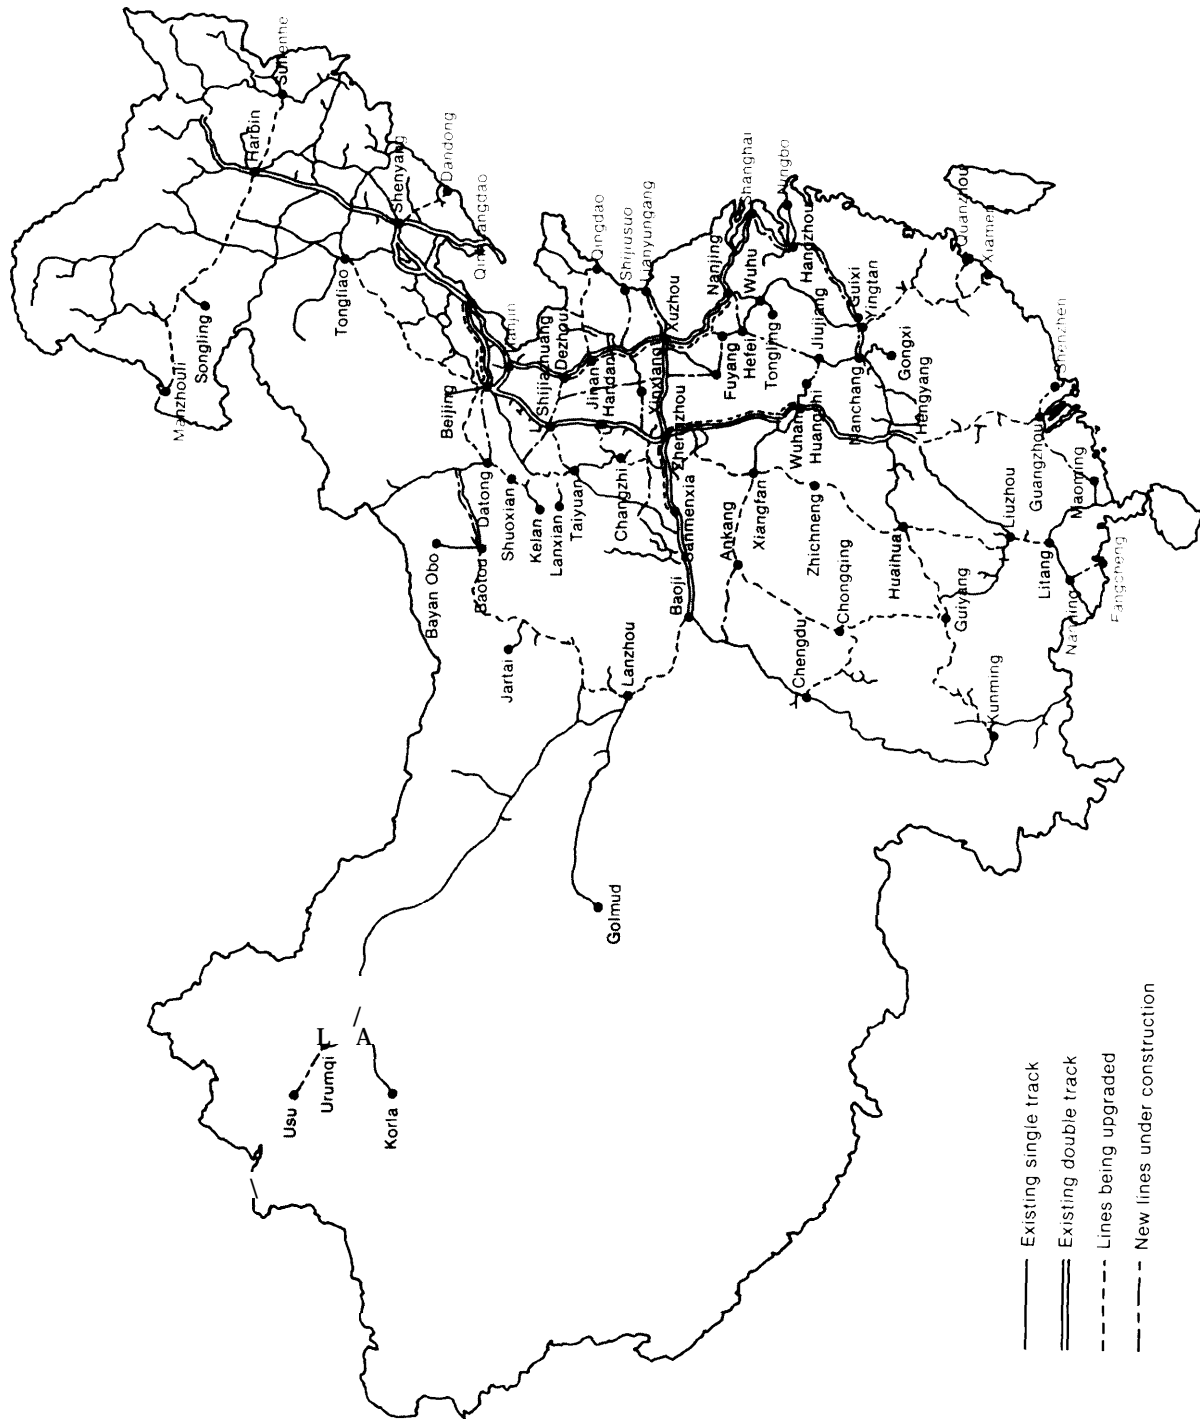 Suifenhe
Harbin
Manzhouli
Songling
Tongliao
Shenyang
Dandong
Beijing
Shijiazhuang
Dezhou
Jinan
Handan
Xinxiang
Zhengzhou
Xuzhou
Qingdao
Shijiusuo
Lianyungang
Nanjing
Wuhu
Shanghai
Ningbo
Hangzhou
Fuyang
Hefei
Tongling
Jiujiang
Guixi
Yingtan
Gongxi
Quanzhou
Xiamen
Shenzhen
Nanchang
Hengyang
Wuhan
Huangshi
Bayan Obo
Baotou
Datong
Shuoxian
Kelan
Lanxian
Taiyuan
Changzhi
Sanmenxia
Ankang
Xiangfan
Zhichneng
Chongqing
Huaihua
Guiyang
Liuzhou
Guangzhou
Maoming
Litang
Nanning
Fangcheng
Jartai
Lanzhou
Baoji
Chengdu
Kunming
Golmud
Usu
Urumqi
Korla
L
A
Existing single track
Existing double track
Lines being upgraded
New lines under construction